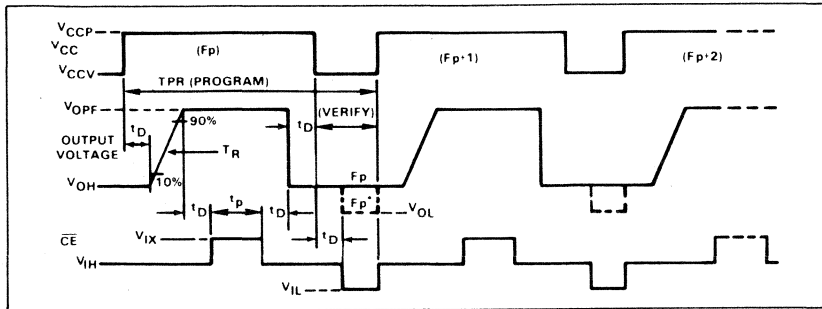 VCCP
VCC
(Fp)
(Fp+1)
(Fp+2)
VCCV
TPR (PROGRAM)
VOPF
(VERIFY)
tD
90%
tD
OUTPUT
VOLTAGE
TR
10%
Fp
VOH
tD
tp
tD
Fp*
VOL
CE
VIX
tD
VIH
VIL